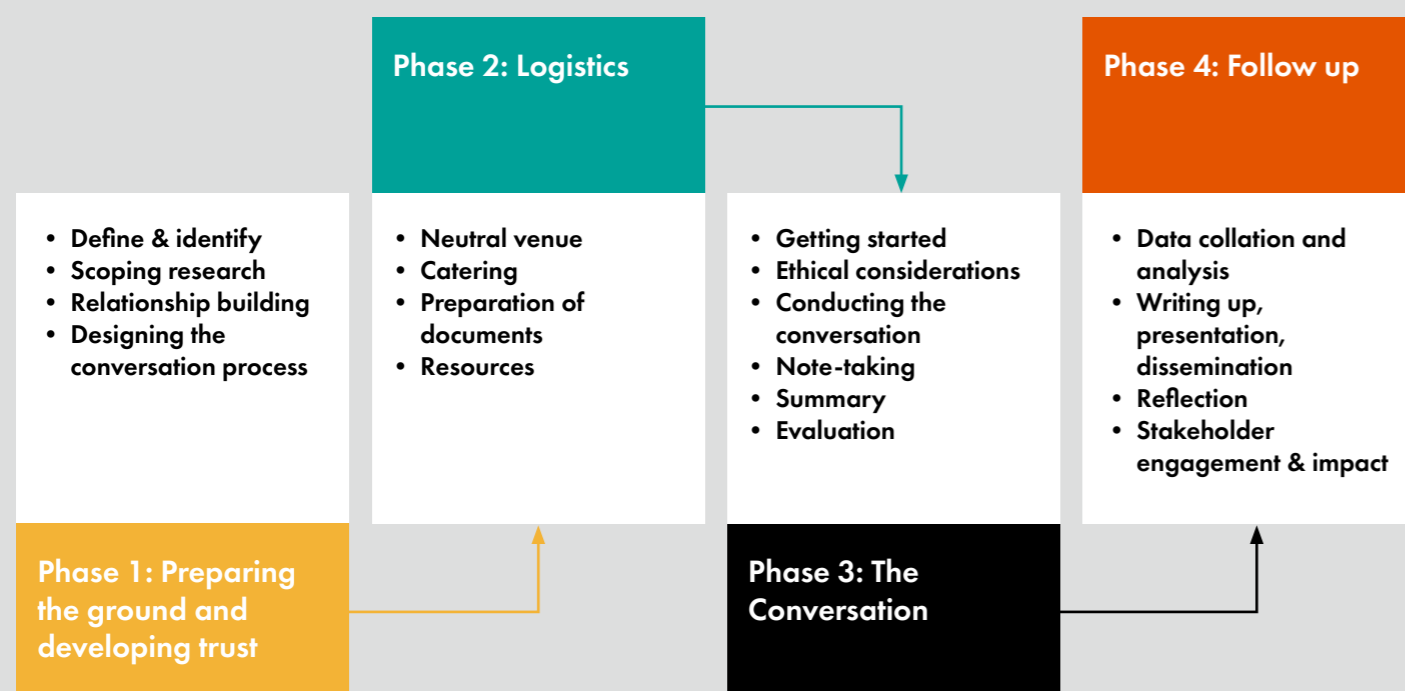 • Define & identify
• Scoping research
• Relationship building
• Designing the
conversation process
Phase 1: Preparing
the ground and
developing trust
Phase 2: Logistics
• Neutral venue
• Catering
• Preparation of
documents
• Resources
• Getting started
• Ethical considerations
• Conducting the
conversation
• Note-taking
• Summary
• Evaluation
Phase 3: The
Conversation
Phase 4: Follow up
• Data collation and
analysis
• Writing up,
presentation,
dissemination
• Reflection
• Stakeholder
engagement & impact